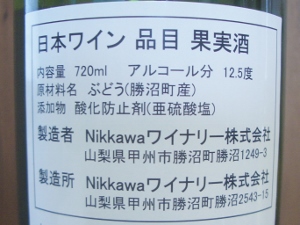 日本ワイン 品目 果実酒
内容量 720ml アルコール分 12.5度
原材料名 ぶどう(勝沼町産)
添加物 酸化防止剤(亜硫酸塩)
製造者 Nikkawaワイナリー株式会社
山梨県甲州市勝沼町勝沼1249-3
製造所 Nikkawaワイナリー株式会社
山梨県甲州市勝沼町勝沼2543-15